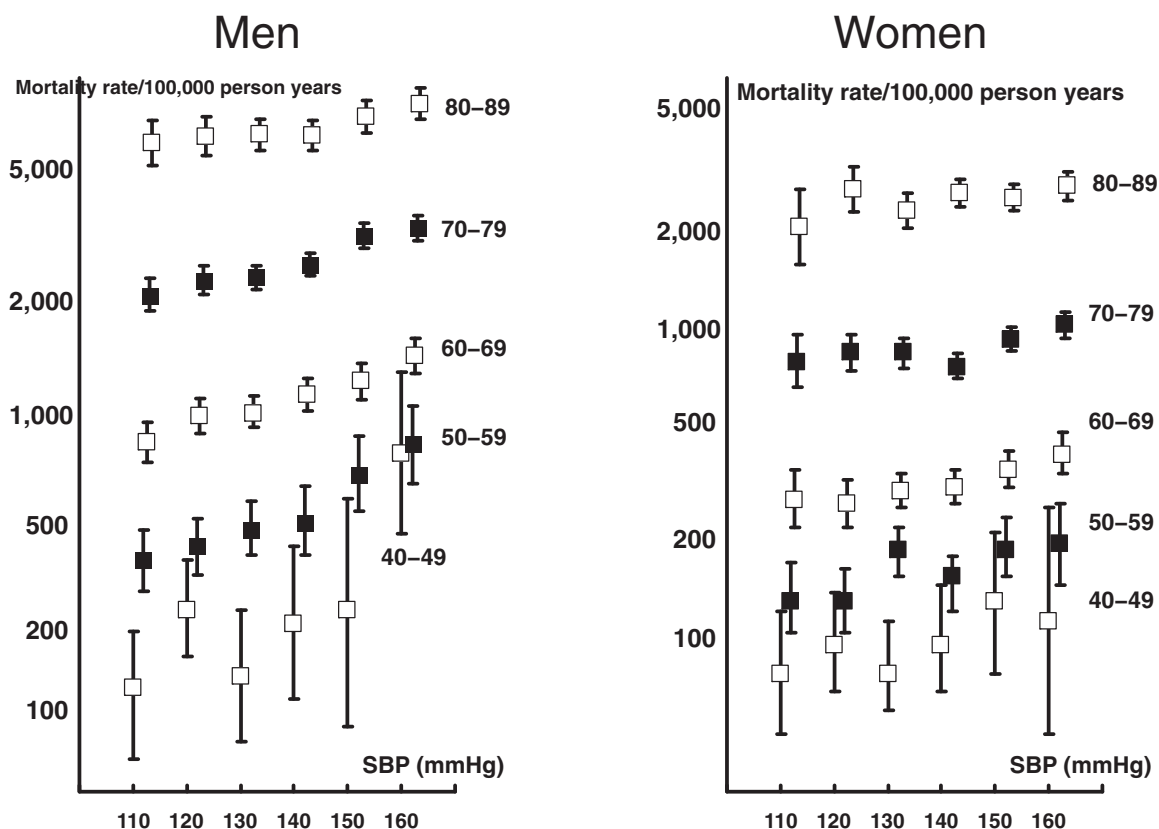 Men
Mortality rate/100,000 person years
80–89
5,000
70–79
2,000
60–69
1,000
50–59
500
40–49
200
100
SBP (mmHg)
110 120 130 140 150 160
Women
Mortality rate/100,000 person years
5,000
80–89
2,000
70–79
1,000
60–69
500
50–59
200
40–49
100
SBP (mmHg)
110 120 130 140 150 160